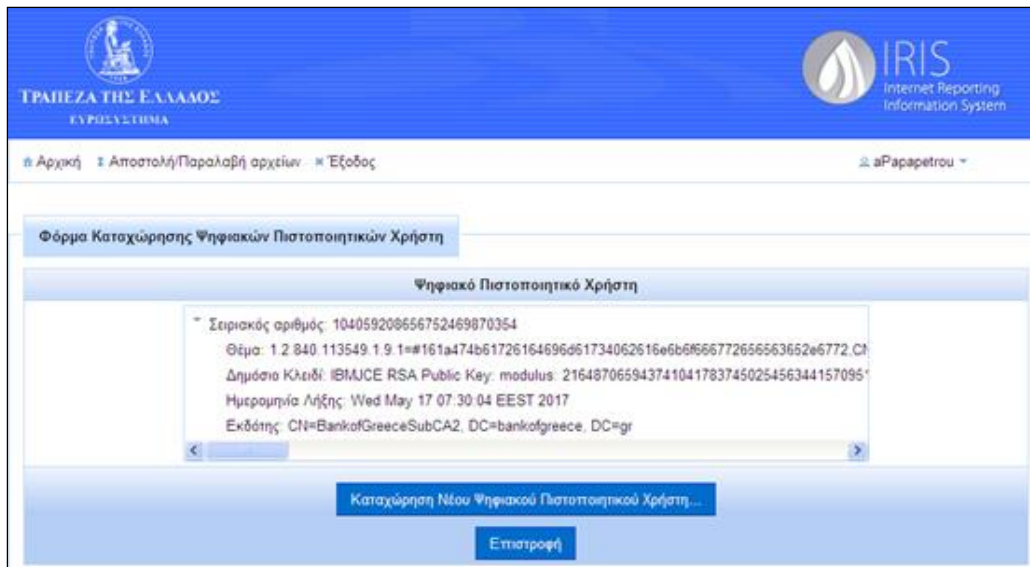 ΤΡΑΠΕΖΑ ΤΗΣ ΕΛΛΑΔΟΣ
ΕΥΡΩΣΥΣΤΗΜΑ
IRIS
Internet Reporting
Information System
Αρχική Αποστολή/Παραλαβή αρχείων Έξοδος aPapapetrou
Φόρμα Καταχώρησης Ψηφιακών Πιστοποιητικών Χρήστη
Ψηφιακό Πιστοποιητικό Χρήστη
Σειριακός αριθμός: 104059208656752469870354
Θέμα: 1.2.840.113549.1.9.1=#161a474b61726164696d61734062616e6b6f666772656563652e6772,CN
Δημόσιο Κλειδί: IBMJCE RSA Public Key: modulus: 2164870659437410417837450254563441570951
Ημερομηνία Λήξης: Wed May 17 07:30:04 EEST 2017
Εκδότης: CN=BankofGreeceSubCA2, DC=bankofgreece, DC=gr
Καταχώρηση Νέου Ψηφιακού Πιστοποιητικού Χρήστη...
Επιστροφή